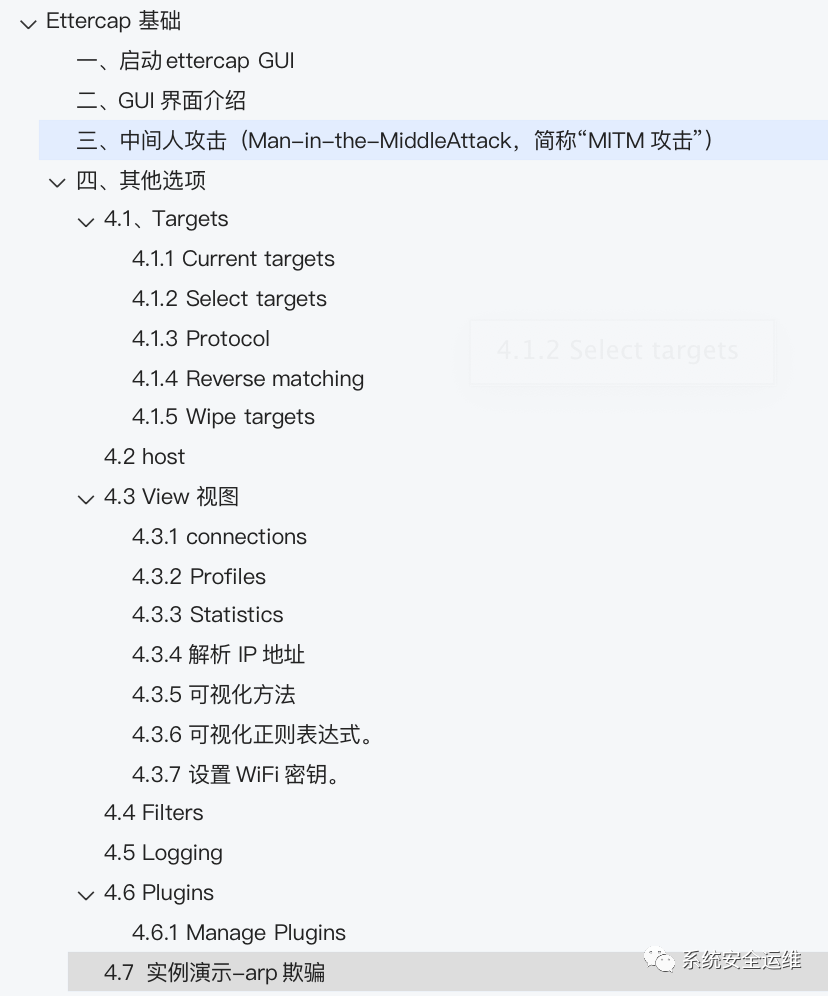 Ettercap 基础
一、启动ettercap GUI
二、GUI 界面介绍
三、中间人攻击（Man-in-the-MiddleAttack，简称“MITM 攻击”）
四、其他选项
4.1、Targets
4.1.1 Current targets
4.1.2 Select targets
4.1.3 Protocol
4.1.2 Select targets
4.1.4 Reverse matching
4.1.5 Wipe targets
4.2 host
4.3 View 视图
4.3.1 connections
4.3.2 Profiles
4.3.3 Statistics
4.3.4 解析 IP 地址
4.3.5 可视化方法
4.3.6 可视化正则表达式。
4.3.7 设置 WiFi 密钥。
4.4 Filters
4.5 Logging
4.6 Plugins
4.6.1 Manage Plugins
4.7 实例演示-arp 欺骗
系统安全运维